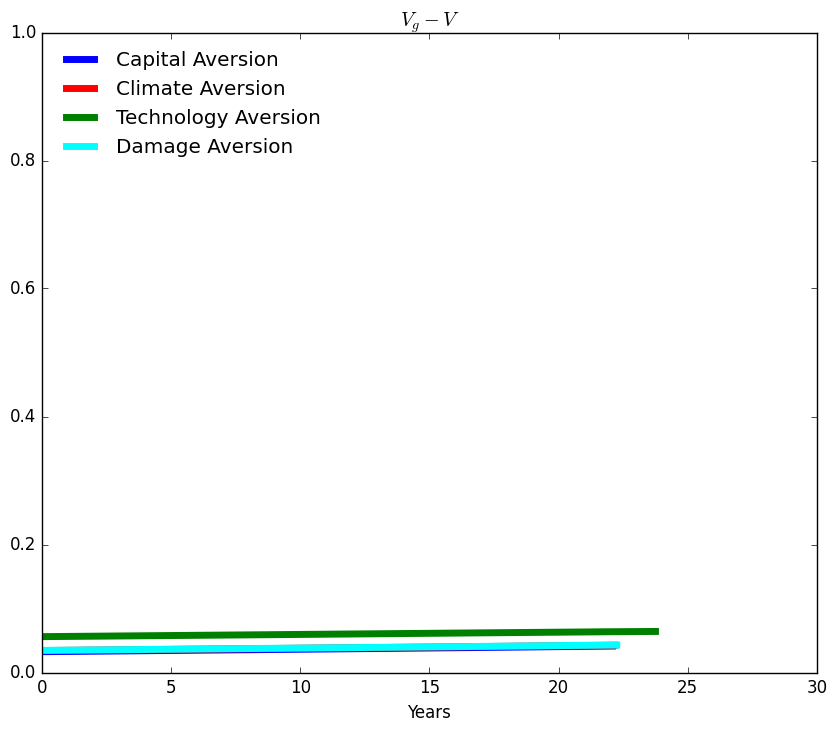 V_g − V
1.0
Capital Aversion
Climate Aversion
Technology Aversion
Damage Aversion
0.8
0.6
0.4
0.2
0.0
0 5 10 15 20 25 30
Years